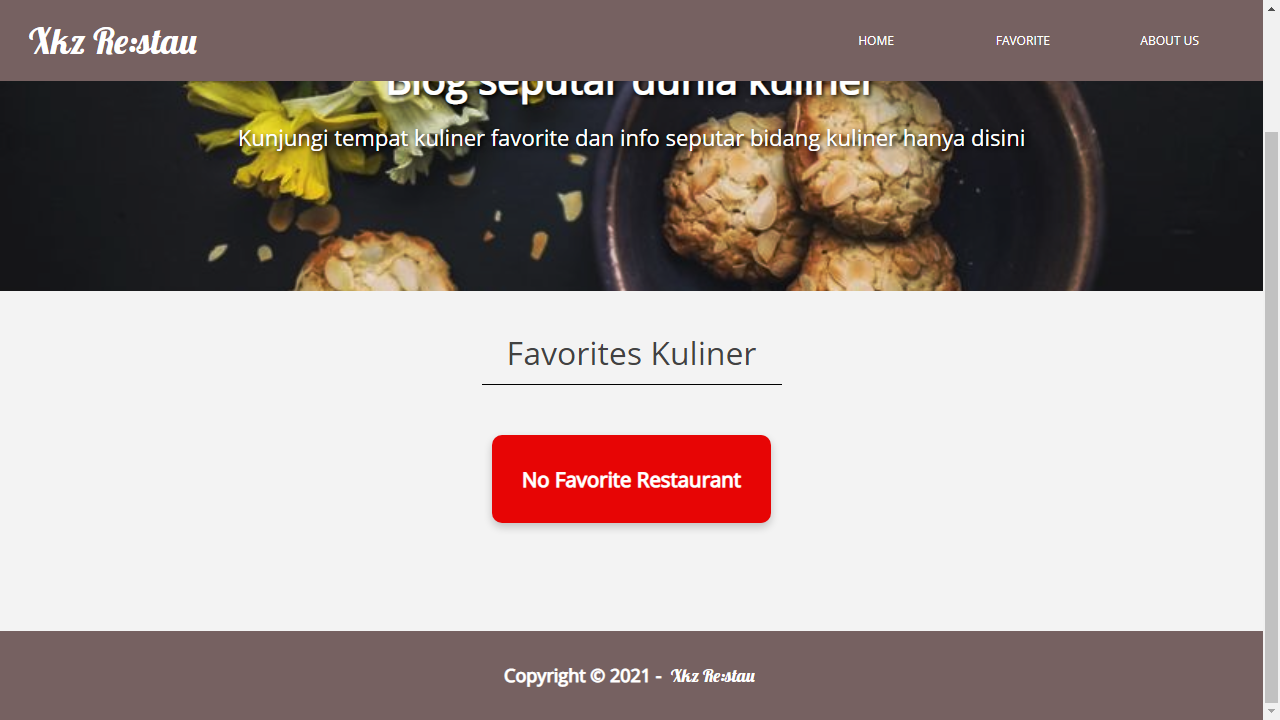 Xkz Re:stau
HOME FAVORITE ABOUT US
Blog seputar dunia kuliner
Kunjungi tempat kuliner favorite dan info seputar bidang kuliner hanya disini
Favorites Kuliner
No Favorite Restaurant
Copyright © 2021 - Xkz Re:stau